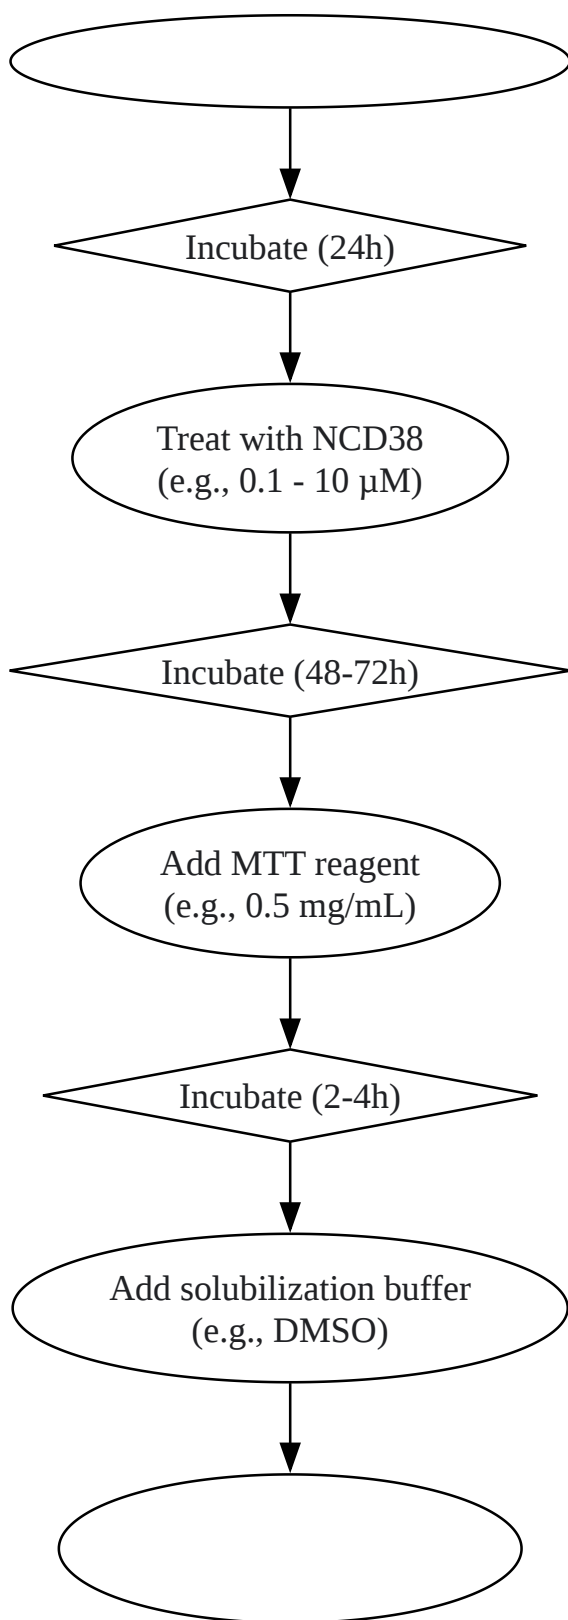 Incubate (24h)
Treat with NCD38
(e.g., 0.1 - 10 µM)
Incubate (48-72h)
Add MTT reagent
(e.g., 0.5 mg/mL)
Incubate (2-4h)
Add solubilization buffer
(e.g., DMSO)